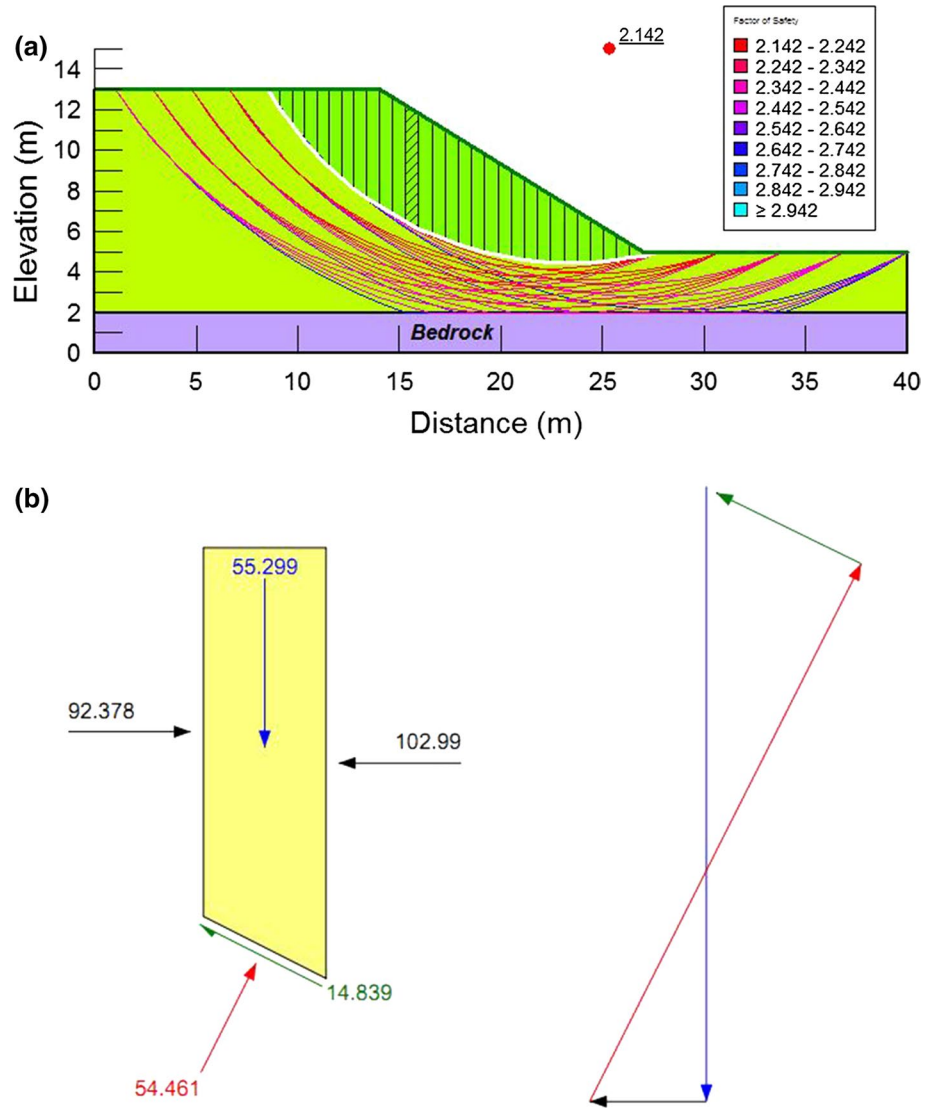 (a)
2.142
Factor of Safety
2.142 - 2.242
2.242 - 2.342
2.342 - 2.442
2.442 - 2.542
2.542 - 2.642
2.642 - 2.742
2.742 - 2.842
2.842 - 2.942
≥ 2.942
Elevation (m)
14
12
10
8
6
4
2
0
Bedrock
0 5 10 15 20 25 30 35 40
Distance (m)
(b)
55.299
92.378
102.99
14.839
54.461